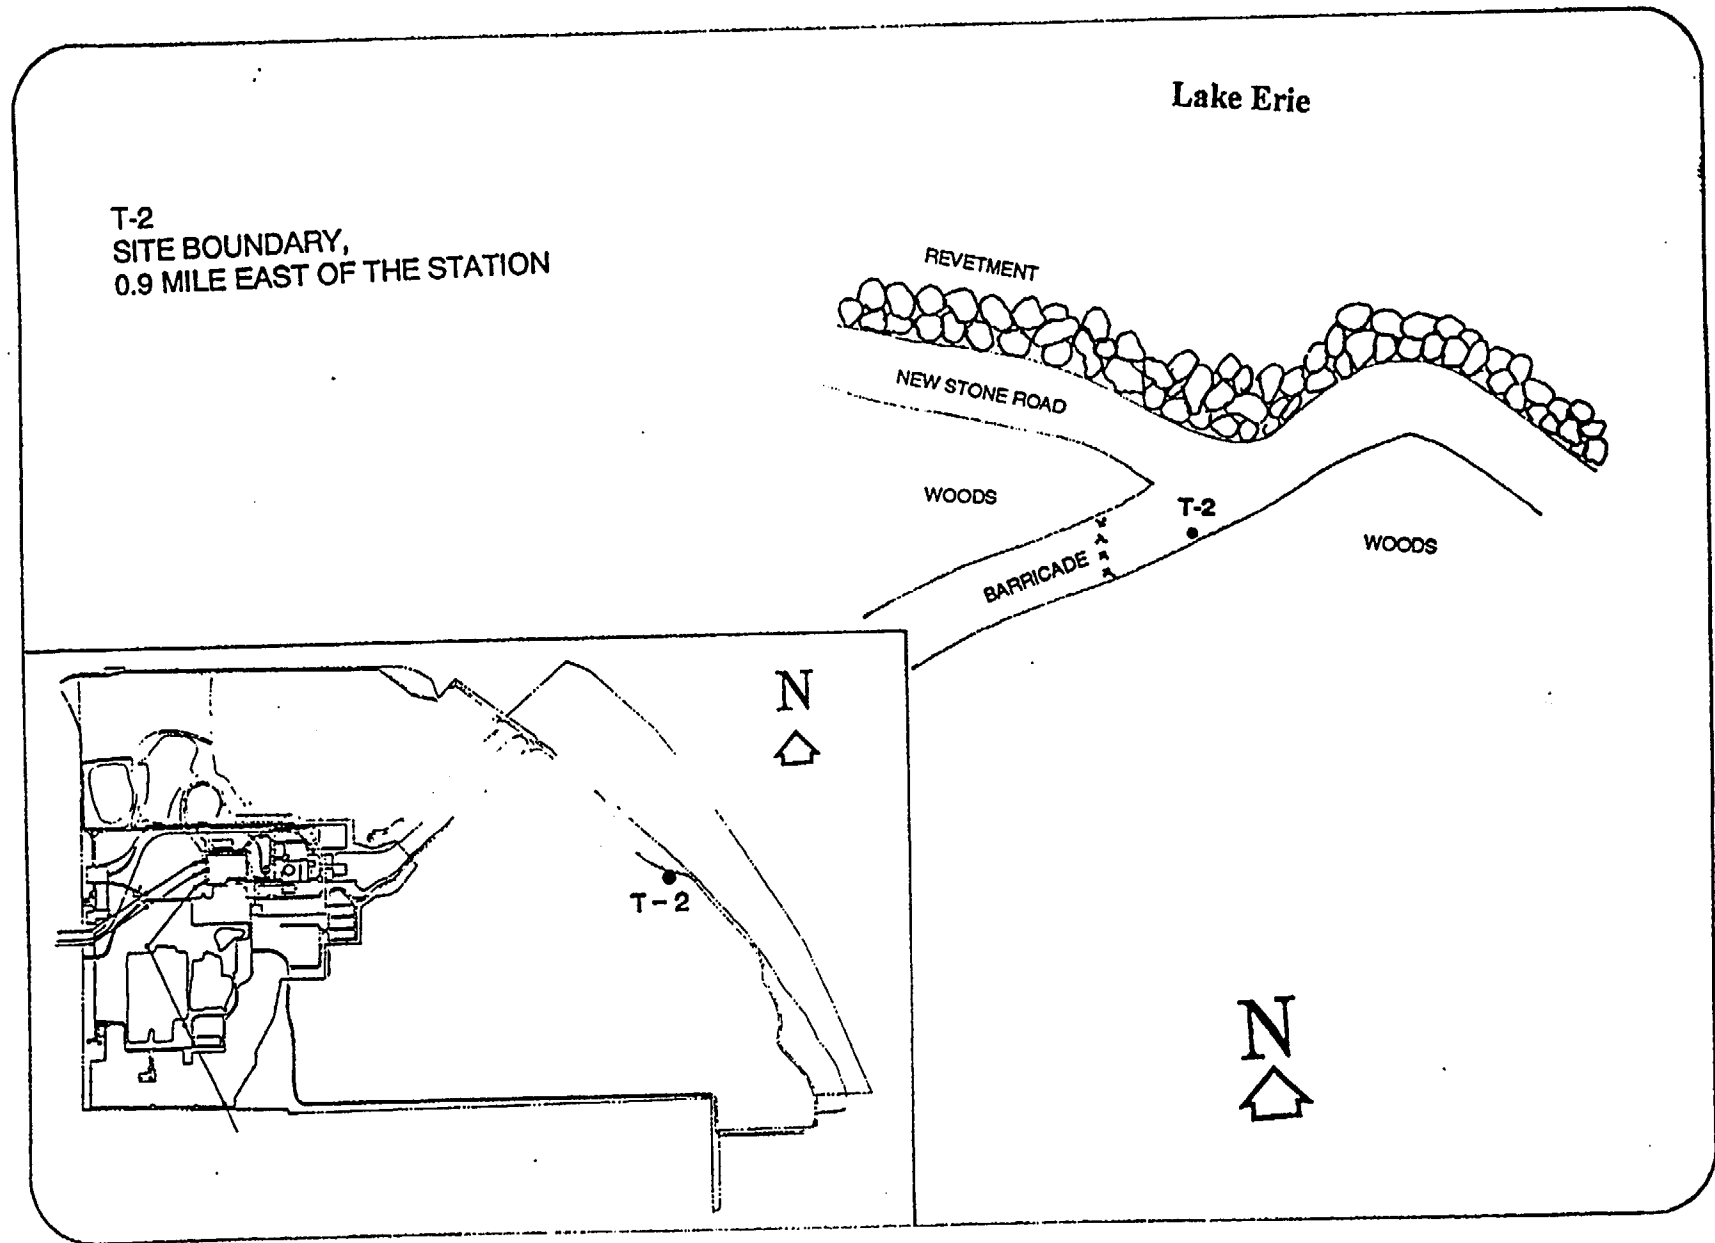 Lake Erie
T-2
SITE BOUNDARY,
0.9 MILE EAST OF THE STATION
REVETMENT
NEW STONE ROAD
WOODS
T-2
WOODS
BARRICADE
N
T-2
N